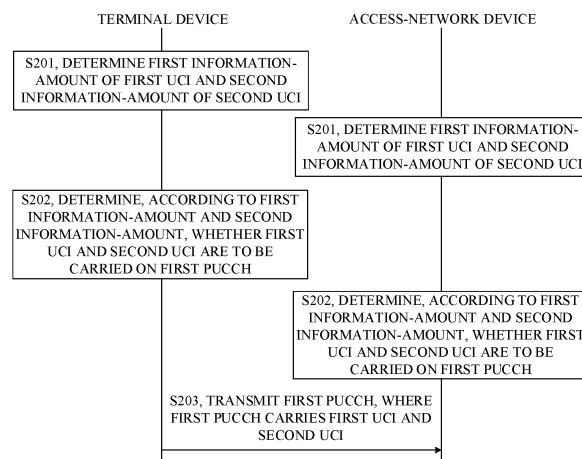 TERMINAL DEVICE
ACCESS-NETWORK DEVICE
S201, DETERMINE FIRST INFORMATION-
AMOUNT OF FIRST UCI AND SECOND
INFORMATION-AMOUNT OF SECOND UCI
S201, DETERMINE FIRST INFORMATION-
AMOUNT OF FIRST UCI AND SECOND
INFORMATION-AMOUNT OF SECOND UCI
S202, DETERMINE, ACCORDING TO FIRST
INFORMATION-AMOUNT AND SECOND
INFORMATION-AMOUNT, WHETHER FIRST
UCI AND SECOND UCI ARE TO BE
CARRIED ON FIRST PUCCH
S202, DETERMINE, ACCORDING TO FIRST
INFORMATION-AMOUNT AND SECOND
INFORMATION-AMOUNT, WHETHER FIRST
UCI AND SECOND UCI ARE TO BE
CARRIED ON FIRST PUCCH
S203, TRANSMIT FIRST PUCCH, WHERE
FIRST PUCCH CARRIES FIRST UCI AND
SECOND UCI